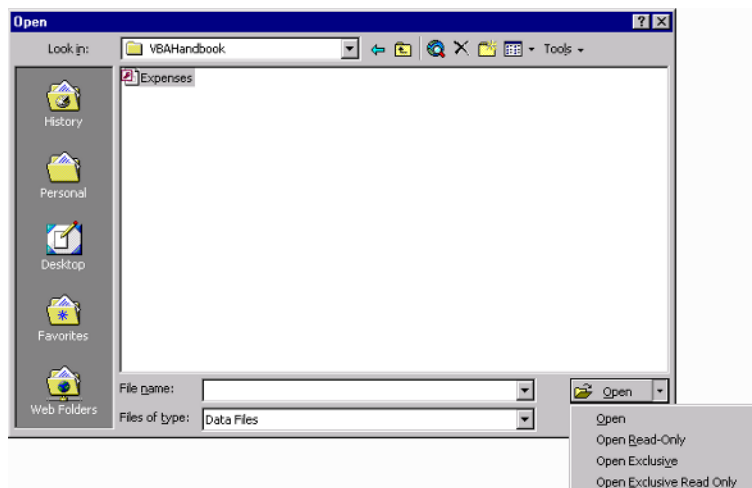 Open
Look in:
VBAHandbook
Tools
Expenses
History
Personal
Desktop
Favorites
Web Folders
File name:
Open
Files of type:
Data Files
Open
Open Read-Only
Open Exclusive
Open Exclusive Read Only